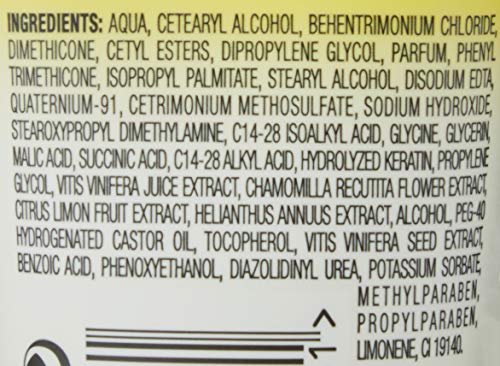 INGREDIENTS: AQUA, CETEARYL ALCOHOL, BEHENTRIMONIUM CHLORIDE,
DIMETHICONE, CETYL ESTERS, DIPROPYLENE GLYCOL, PARFUM, PHENYL
TRIMETHICONE, ISOPROPYL PALMITATE, STEARYL ALCOHOL, DISODIUM EDTA,
QUATERNIUM-91, CETRIMONIUM METHOSULFATE, SODIUM HYDROXIDE,
STEAROXYPROPYL DIMETHYLAMINE, C14-28 ISOALKYL ACID, GLYCINE, GLYCERIN,
MALIC ACID, SUCCINIC ACID, C14-28 ALKYL ACID, HYDROLYZED KERATIN, PROPYLENE
GLYCOL, VITIS VINIFERA JUICE EXTRACT, CHAMOMILLA RECUTITA FLOWER EXTRACT,
CITRUS LIMON FRUIT EXTRACT, HELIANTHUS ANNUUS EXTRACT, ALCOHOL, PEG-40
HYDROGENATED CASTOR OIL, TOCOPHEROL, VITIS VINIFERA SEED EXTRACT,
BENZOIC ACID, PHENOXYETHANOL, DIAZOLIDINYL UREA, POTASSIUM SORBATE,
METHYLPARABEN,
PROPYLPARABEN,
LIMONENE, CI 19140.
1 >